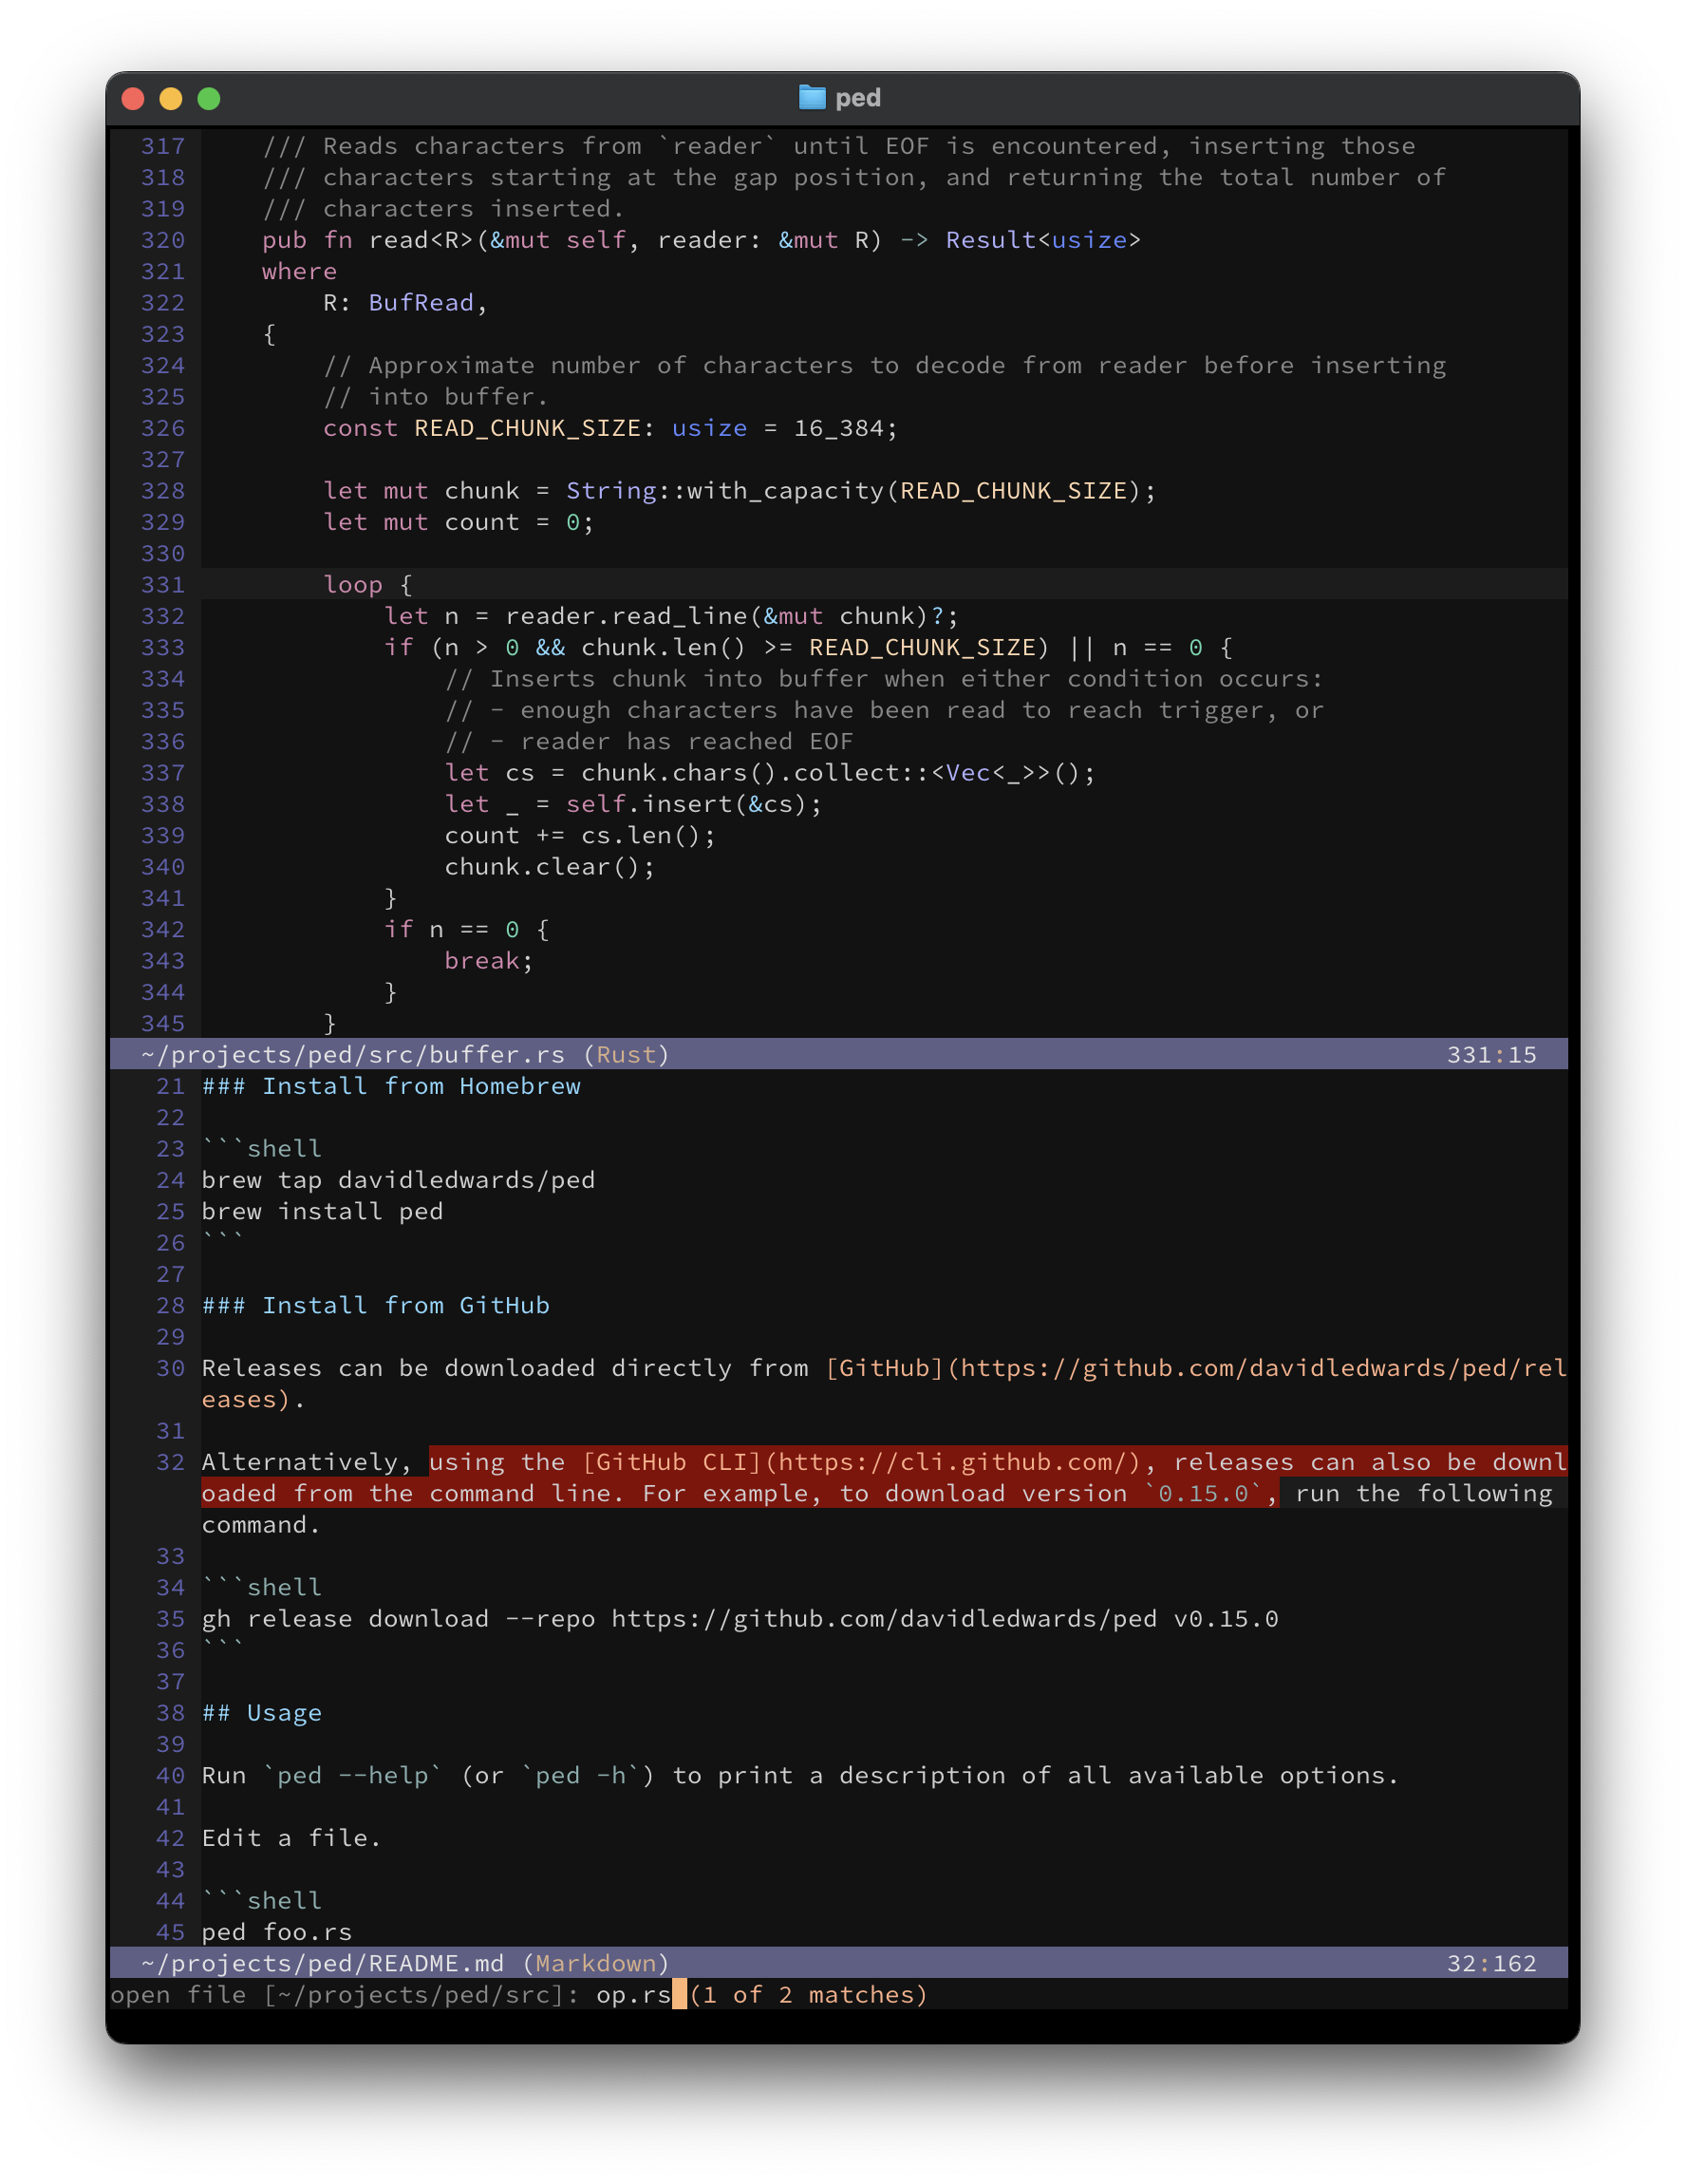 ped
317     /// Reads characters from `reader` until EOF is encountered, inserting those
318     /// characters starting at the gap position, and returning the total number of
319     /// characters inserted.
320     pub fn read<R>(&mut self, reader: &mut R) -> Result<usize>
321     where
322         R: BufRead,
323     {
324         // Approximate number of characters to decode from reader before inserting
325         // into buffer.
326         const READ_CHUNK_SIZE: usize = 16_384;
327
328         let mut chunk = String::with_capacity(READ_CHUNK_SIZE);
329         let mut count = 0;
330
331         loop {
332             let n = reader.read_line(&mut chunk)?;
333             if (n > 0 && chunk.len() >= READ_CHUNK_SIZE) || n == 0 {
334                 // Inserts chunk into buffer when either condition occurs:
335                 // - enough characters have been read to reach trigger, or
336                 // - reader has reached EOF
337                 let cs = chunk.chars().collect::<Vec<_>>();
338                 let _ = self.insert(&cs);
339                 count += cs.len();
340                 chunk.clear();
341             }
342             if n == 0 {
343                 break;
344             }
345         }
~/projects/ped/src/buffer.rs (Rust) 331:15
21 ### Install from Homebrew
22
23 ```shell
24 brew tap davidledwards/ped
25 brew install ped
26 ```
27
28 ### Install from GitHub
29
30 Releases can be downloaded directly from [GitHub](https://github.com/davidledwards/ped/rel
eases).
31
32 Alternatively, using the [GitHub CLI](https://cli.github.com/), releases can also be downl
oaded from the command line. For example, to download version `0.15.0`, run the following
command.
33
34 ```shell
35 gh release download --repo https://github.com/davidledwards/ped v0.15.0
36 ```
37
38 ## Usage
39
40 Run `ped --help` (or `ped -h`) to print a description of all available options.
41
42 Edit a file.
43
44 ```shell
45 ped foo.rs
~/projects/ped/README.md (Markdown) 32:162
open file [~/projects/ped/src]: op.rs (1 of 2 matches)